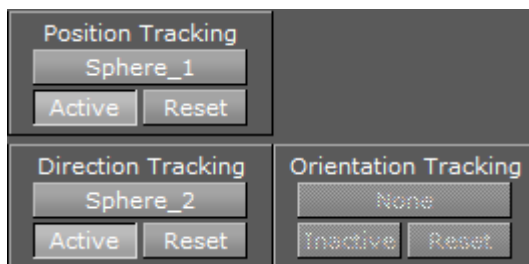 Position Tracking
Sphere_1
Active Reset
Direction Tracking
Sphere_2
Active Reset
Orientation Tracking
None
Inactive Reset